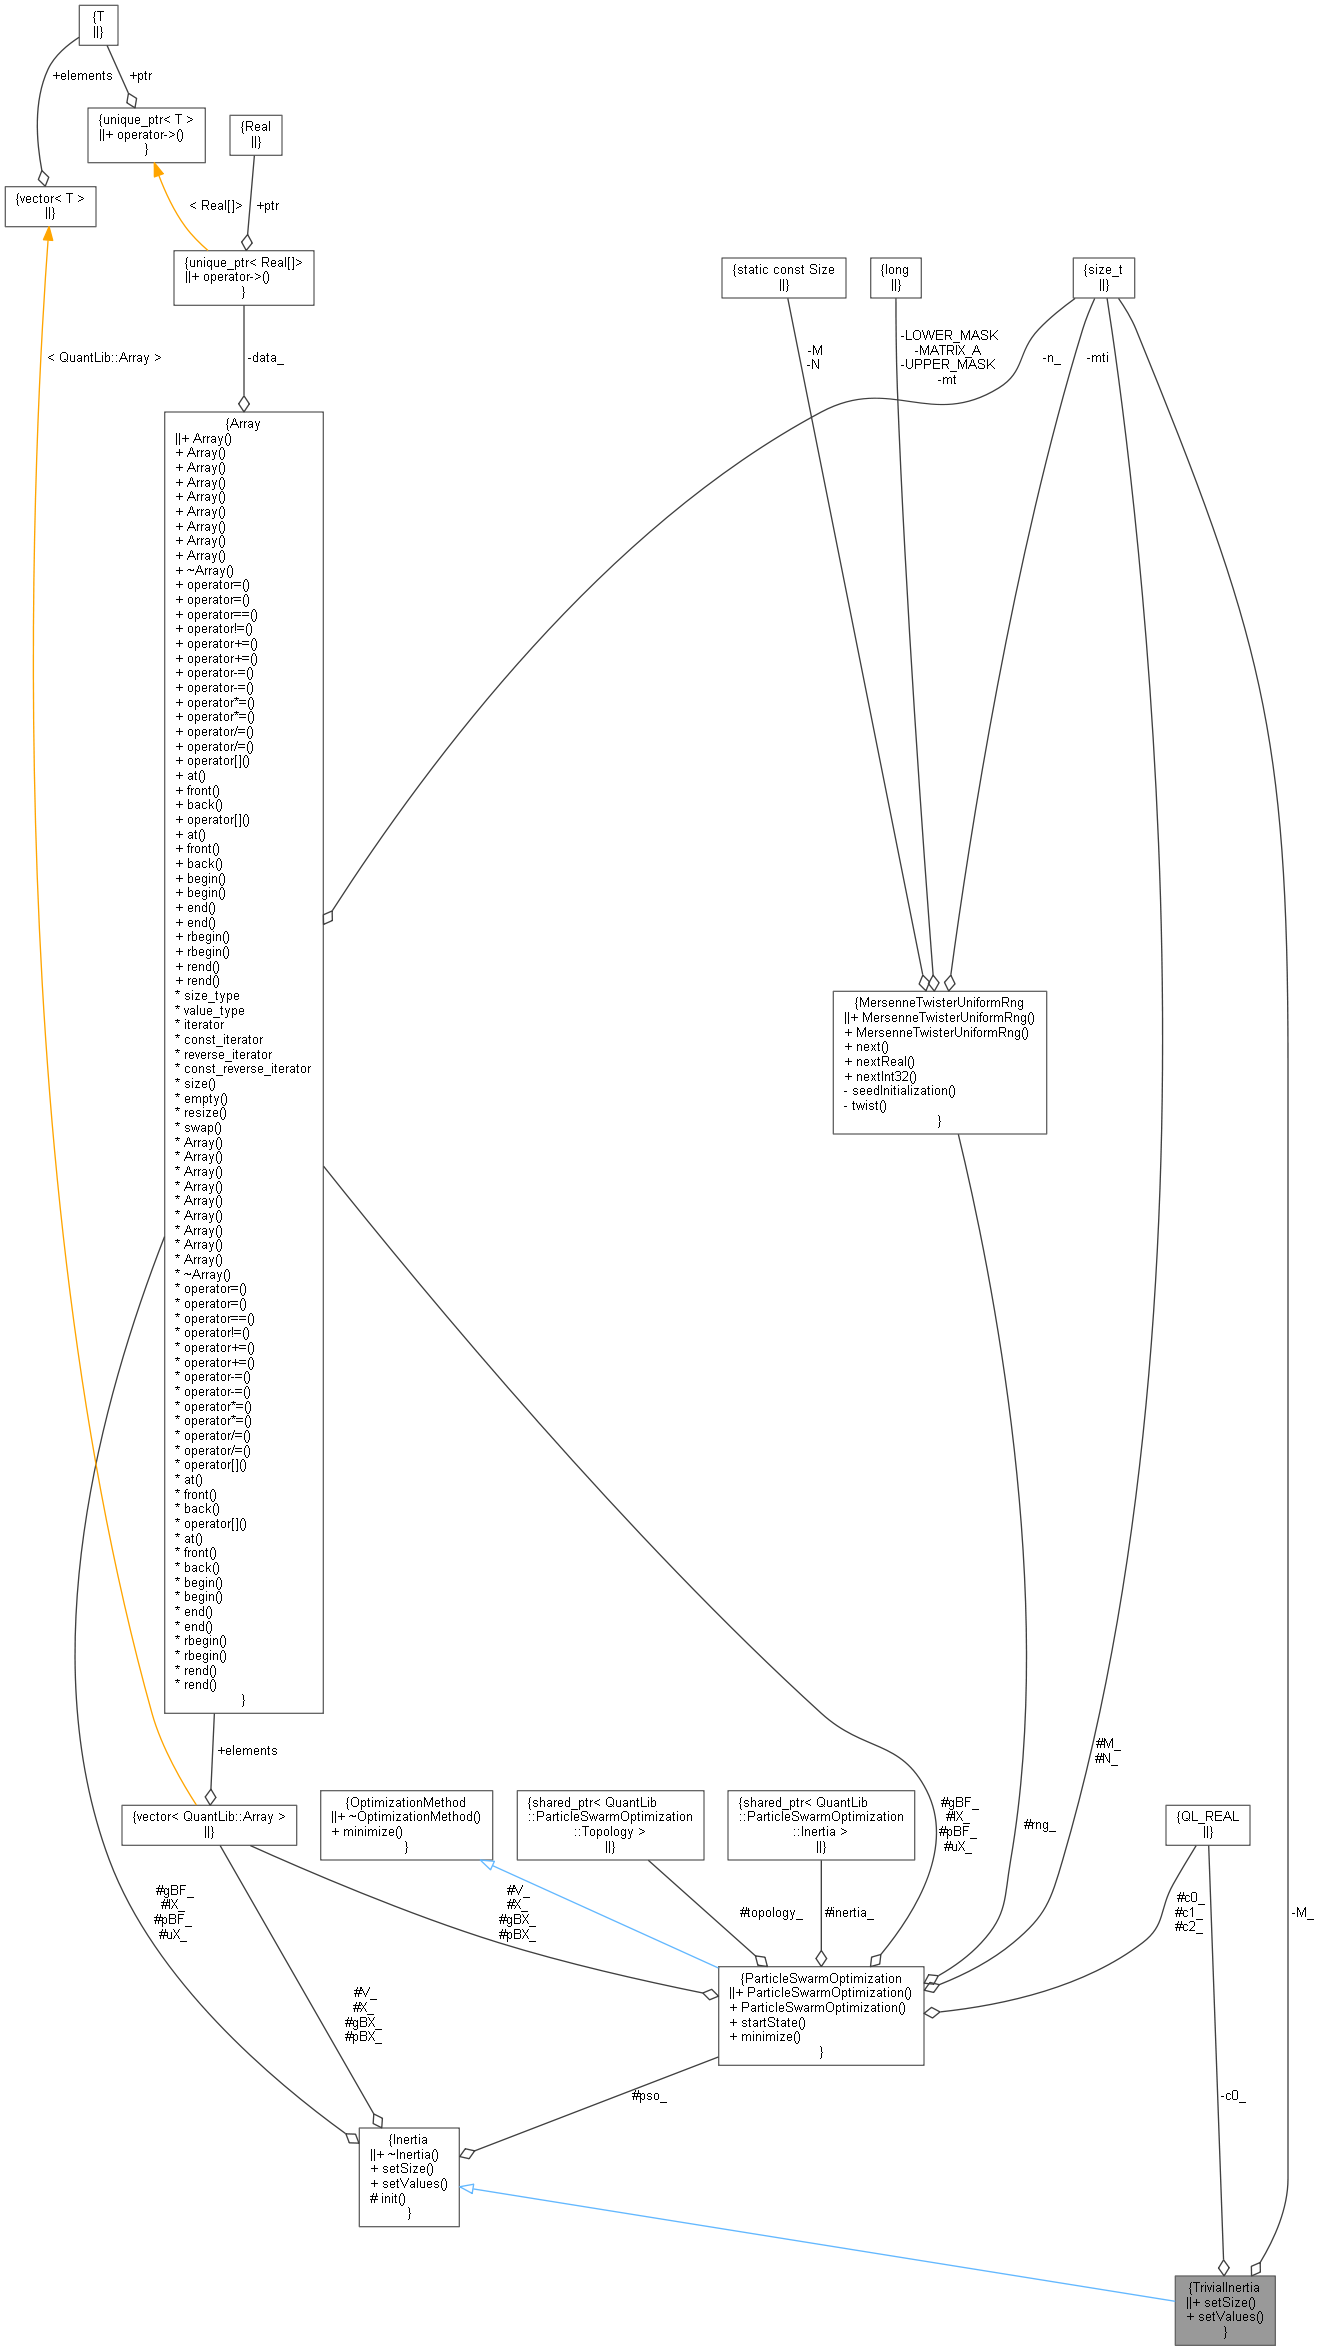 {T
||}
+elements
+ptr
{unique_ptr< T >
||+ operator->()
}
{Real
||}
{vector< T >
||}
< Real[]>
+ptr
{unique_ptr< Real[]>
||+ operator->()
}
{static const Size
||}
{long
||}
{size_t
||}
< QuantLib::Array >
-data_
-M
-N
-LOWER_MASK
-MATRIX_A
-UPPER_MASK
-mt
-n_
-mti
{Array
||+ Array()
+ Array()
+ Array()
+ Array()
+ Array()
+ Array()
+ Array()
+ Array()
+ Array()
+ ~Array()
+ operator=()
+ operator=()
+ operator==()
+ operator!=()
+ operator+=()
+ operator+=()
+ operator-=()
+ operator-=()
+ operator*=()
+ operator*=()
+ operator/=()
+ operator/=()
+ operator[]()
+ at()
+ front()
+ back()
+ operator[]()
+ at()
+ front()
+ back()
+ begin()
+ begin()
+ end()
+ end()
+ rbegin()
+ rbegin()
+ rend()
+ rend()
* size_type
* value_type
* iterator
* const_iterator
* reverse_iterator
* const_reverse_iterator
* size()
* empty()
* resize()
* swap()
* Array()
* Array()
* Array()
* Array()
* Array()
* Array()
* Array()
* Array()
* Array()
* ~Array()
* operator=()
* operator=()
* operator==()
* operator!=()
* operator+=()
* operator+=()
* operator-=()
* operator-=()
* operator*=()
* operator*=()
* operator/=()
* operator/=()
* operator[]()
* at()
* front()
* back()
* operator[]()
* at()
* front()
* back()
* begin()
* begin()
* end()
* end()
* rbegin()
* rbegin()
* rend()
* rend()
}
{MersenneTwisterUniformRng
||+ MersenneTwisterUniformRng()
+ MersenneTwisterUniformRng()
+ next()
+ nextReal()
+ nextInt32()
- seedInitialization()
- twist()
}
+elements
#M_
#N_
{vector< QuantLib::Array >
||}
{OptimizationMethod
||+ ~OptimizationMethod()
+ minimize()
}
{shared_ptr< QuantLib
::ParticleSwarmOptimization
::Topology >
||}
{shared_ptr< QuantLib
::ParticleSwarmOptimization
::Inertia >
||}
#gBF_
#lX_
#pBF_
#uX_
#rng_
{QL_REAL
||}
#gBF_
#lX_
#pBF_
#uX_
#V_
#X_
#gBX_
#pBX_
#topology_
#inertia_
#c0_
#c1_
#c2_
-M_
{ParticleSwarmOptimization
||+ ParticleSwarmOptimization()
+ ParticleSwarmOptimization()
+ startState()
+ minimize()
}
#V_
#X_
#gBX_
#pBX_
#pso_
-c0_
{Inertia
||+ ~Inertia()
+ setSize()
+ setValues()
# init()
}
{TrivialInertia
||+ setSize()
+ setValues()
}